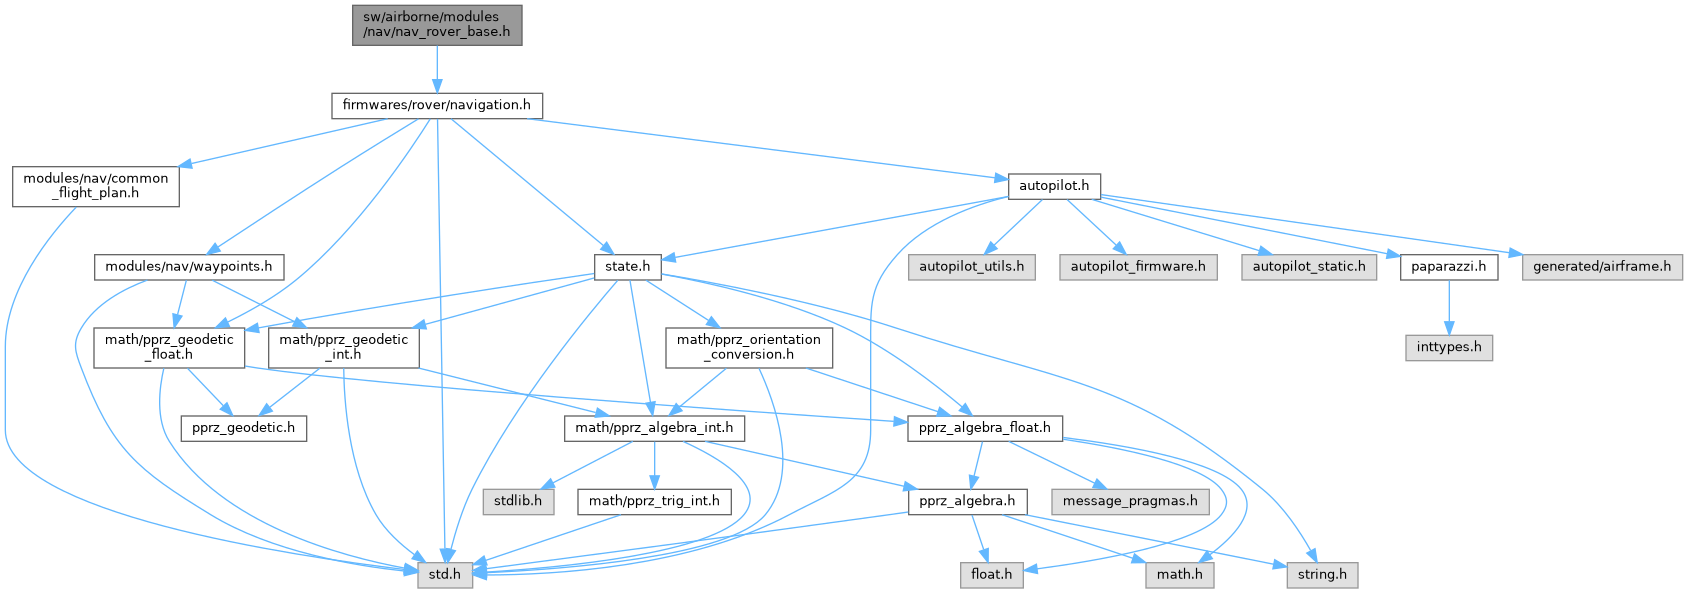 sw/airborne/modules
/nav/nav_rover_base.h
firmwares/rover/navigation.h
modules/nav/common
_flight_plan.h
autopilot.h
modules/nav/waypoints.h
state.h
autopilot_utils.h
autopilot_firmware.h
autopilot_static.h
paparazzi.h
generated/airframe.h
math/pprz_geodetic
_float.h
math/pprz_geodetic
_int.h
math/pprz_orientation
_conversion.h
inttypes.h
pprz_geodetic.h
math/pprz_algebra_int.h
pprz_algebra_float.h
stdlib.h
math/pprz_trig_int.h
pprz_algebra.h
message_pragmas.h
std.h
float.h
math.h
string.h